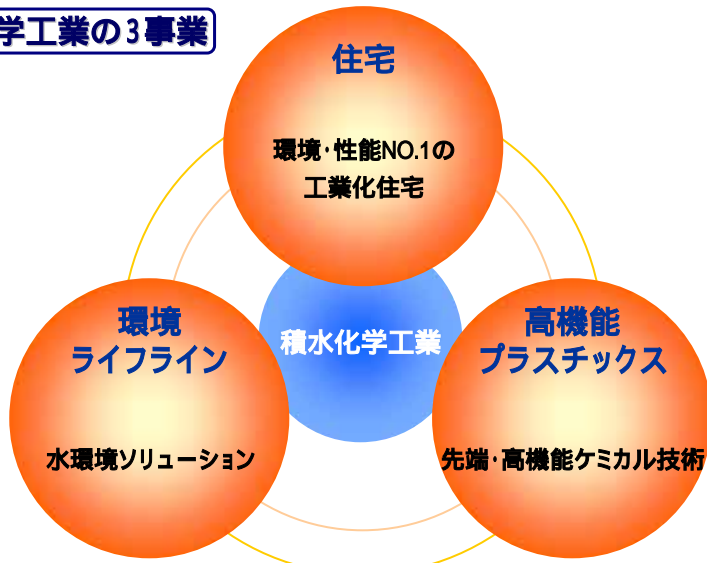 学工業の3事業
住宅
環境・性能NO.1の
工業化住宅
環境
ライフライン
水環境ソリューション
積水化学工業
高機能
プラスチックス
先端・高機能ケミカル技術